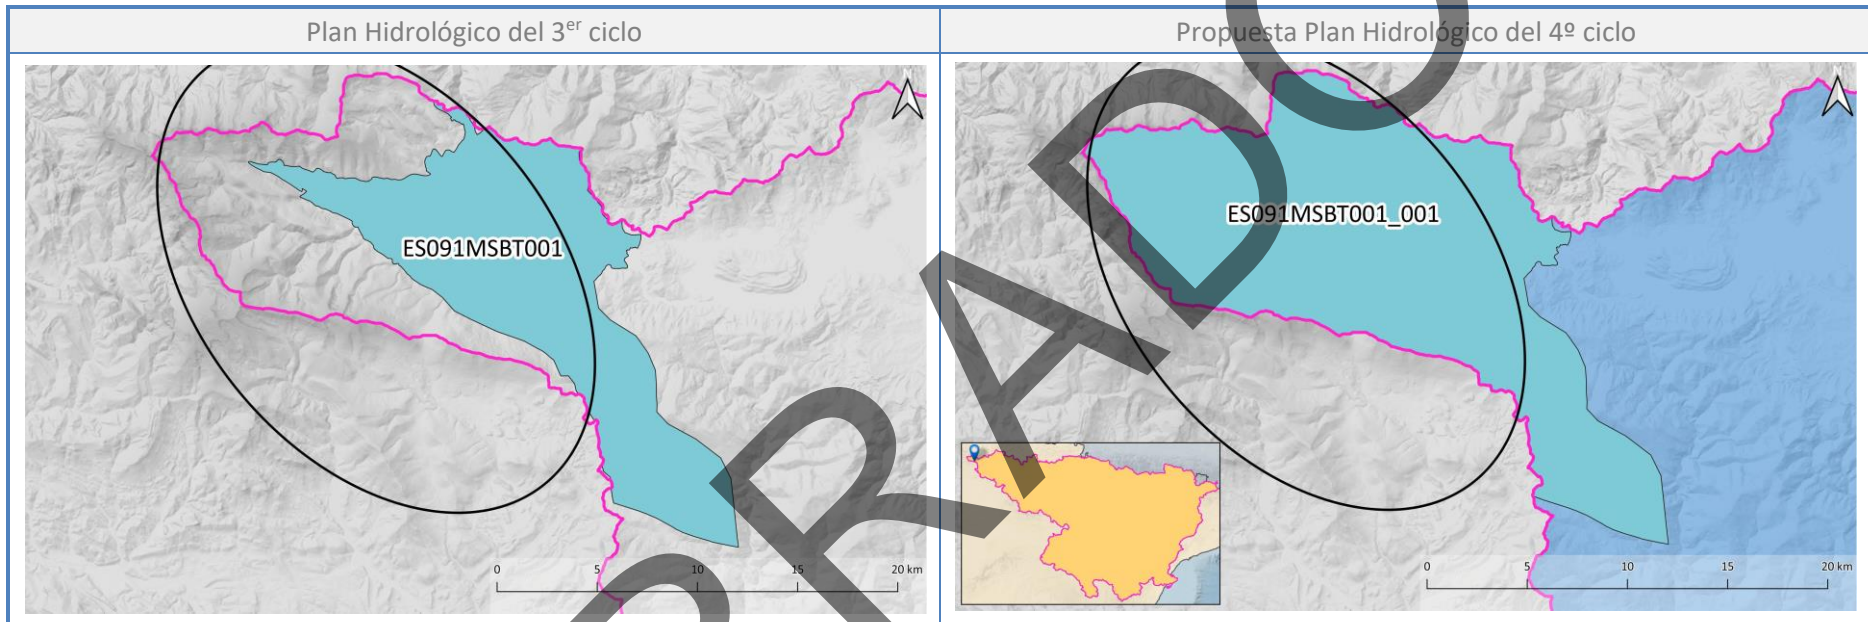 Plan Hidrológico del 3er ciclo
Propuesta Plan Hidrológico del 4º ciclo
ES091MSBT001
ES091MSBT001_001
0 5 10 15 20 km
0 5 10 15 20 km